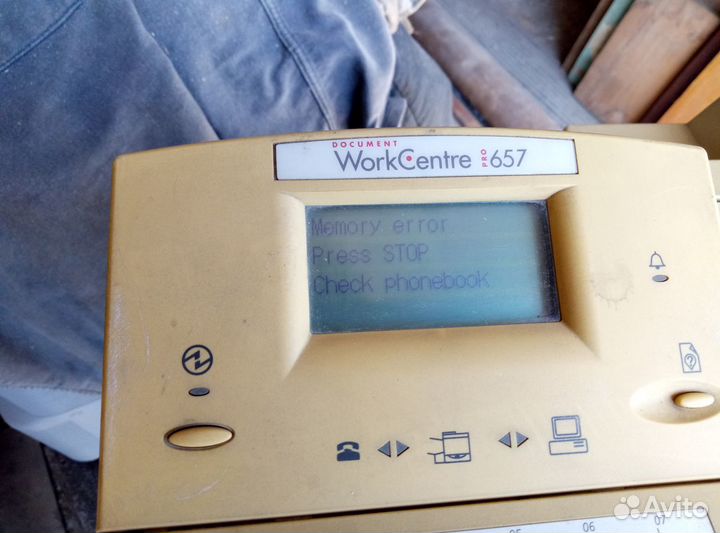 DOCUMENT
WorkCentre PRO 657
Memory error
Press STOP
Check phonebook
05 06 07
Avito